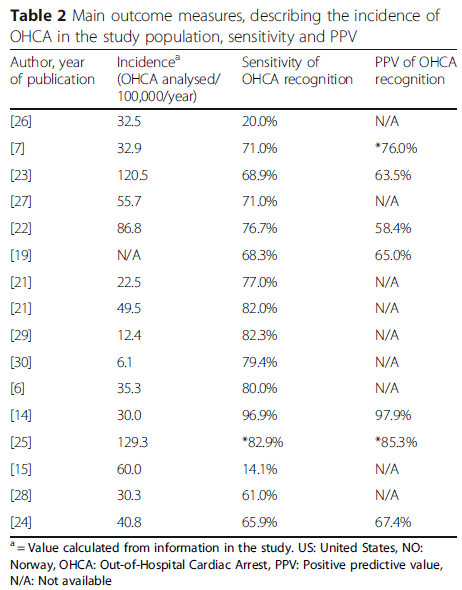 Table 2 Main outcome measures, describing the incidence of
OHCA in the study population, sensitivity and PPV
Author, year of publication Incidenceᵃ (OHCA analysed/100,000/year) Sensitivity of OHCA recognition PPV of OHCA recognition
[26] 32.5 20.0% N/A
[7] 32.9 71.0% *76.0%
[23] 120.5 68.9% 63.5%
[27] 55.7 71.0% N/A
[22] 86.8 76.7% 58.4%
[19] N/A 68.3% 65.0%
[21] 22.5 77.0% N/A
[21] 49.5 82.0% N/A
[29] 12.4 82.3% N/A
[30] 6.1 79.4% N/A
[6] 35.3 80.0% N/A
[14] 30.0 96.9% 97.9%
[25] 129.3 *82.9% *85.3%
[15] 60.0 14.1% N/A
[28] 30.3 61.0% N/A
[24] 40.8 65.9% 67.4%
ᵃ = Value calculated from information in the study. US: United States, NO:
Norway, OHCA: Out-of-Hospital Cardiac Arrest, PPV: Positive predictive value,
N/A: Not available